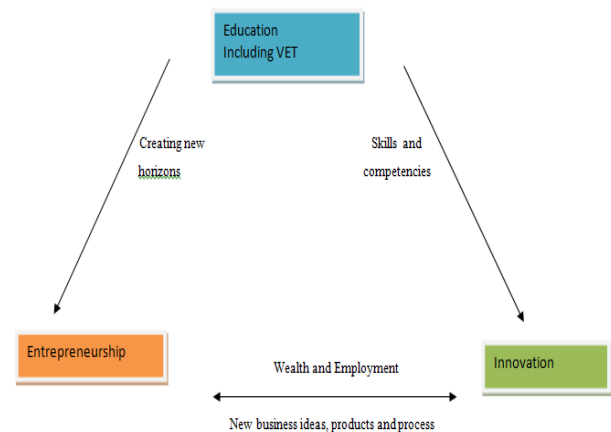 Education
Including VET
Creating new
horizons
Skills and
competencies
Entrepreneurship
Innovation
Wealth and Employment
New business ideas, products and process